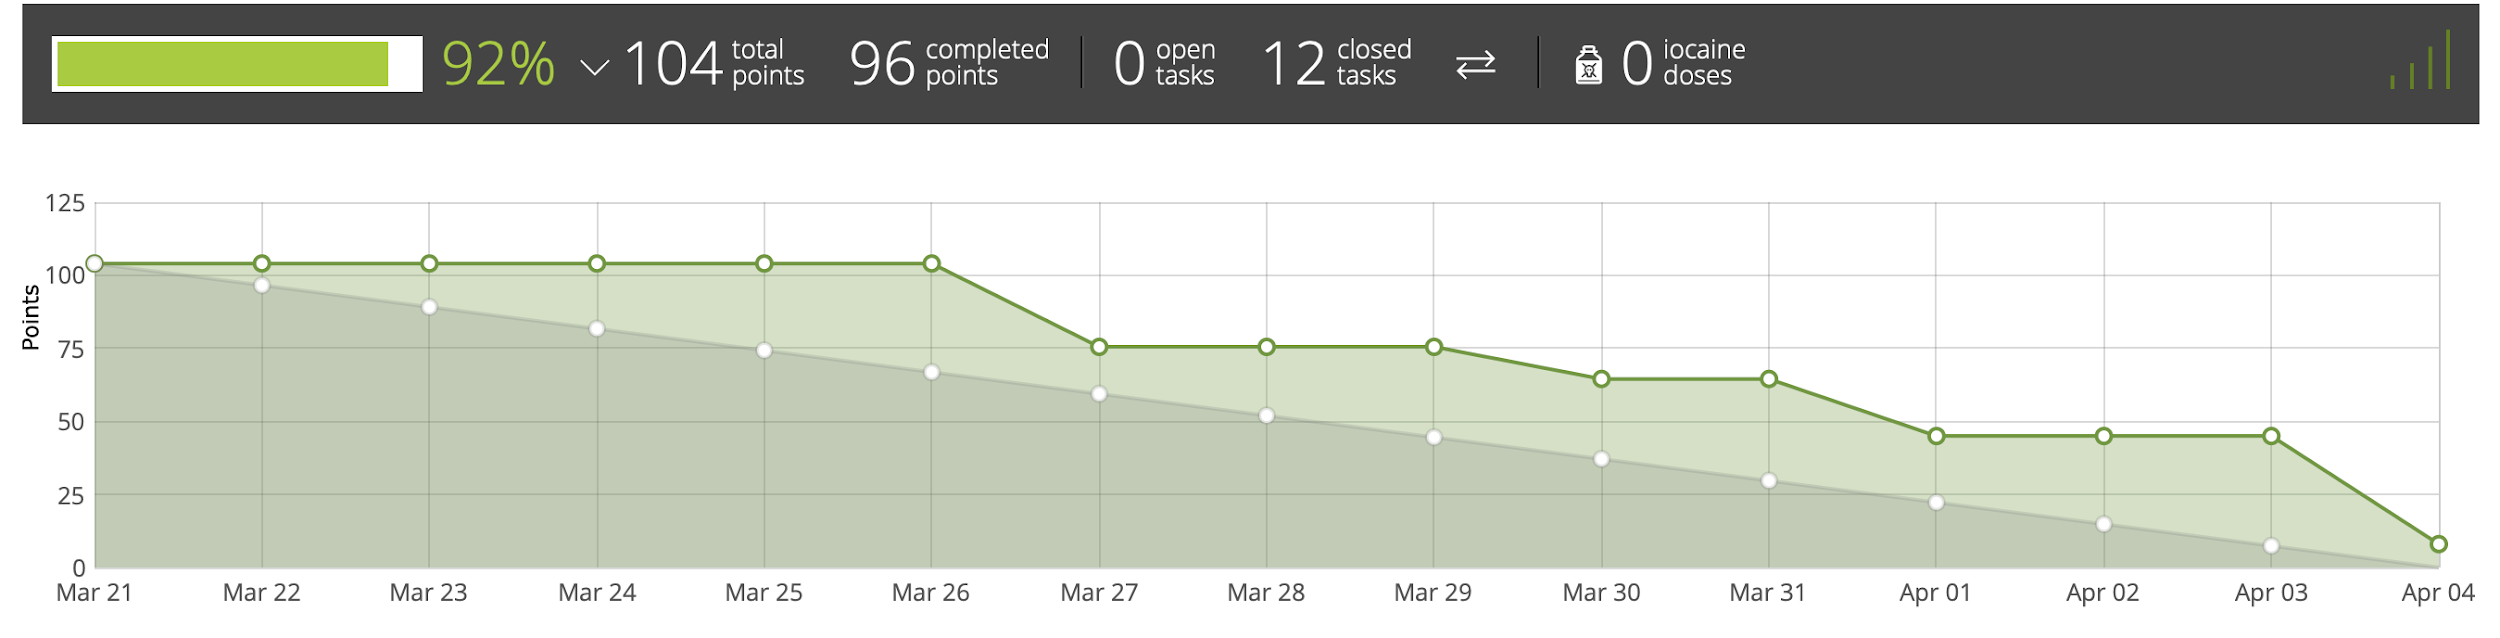 92% 104 total points 96 completed points 0 open tasks 12 closed tasks 0 iocaine doses
125
100
75
50
25
0
Points
Mar 21 Mar 22 Mar 23 Mar 24 Mar 25 Mar 26 Mar 27 Mar 28 Mar 29 Mar 30 Mar 31 Apr 01 Apr 02 Apr 03 Apr 04